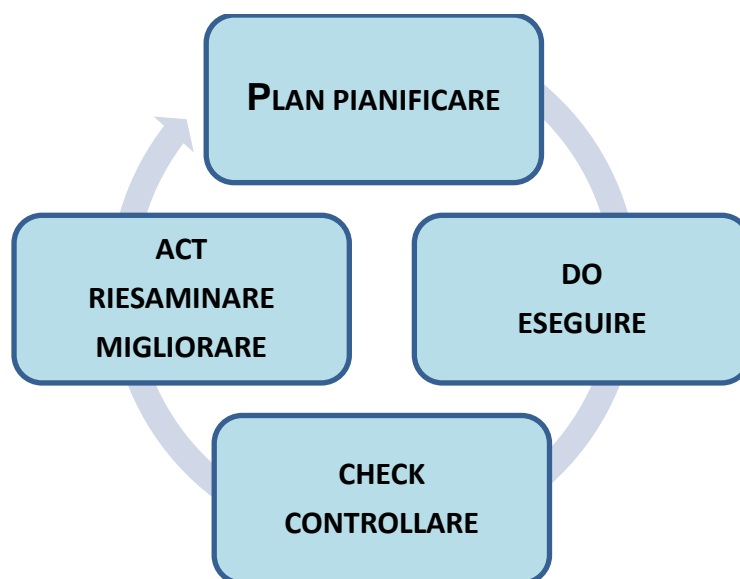 PLAN PIANIFICARE
DO
ESEGUIRE
CHECK
CONTROLLARE
ACT
RIESAMINARE
MIGLIORARE